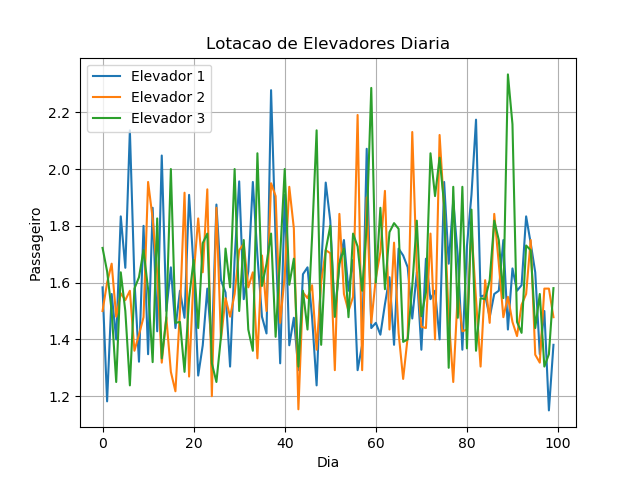 Lotacao de Elevadores Diaria
Elevador 1
Elevador 2
Elevador 3
Passageiro
2.2
2.0
1.8
1.6
1.4
1.2
0 20 40 60 80 100
Dia